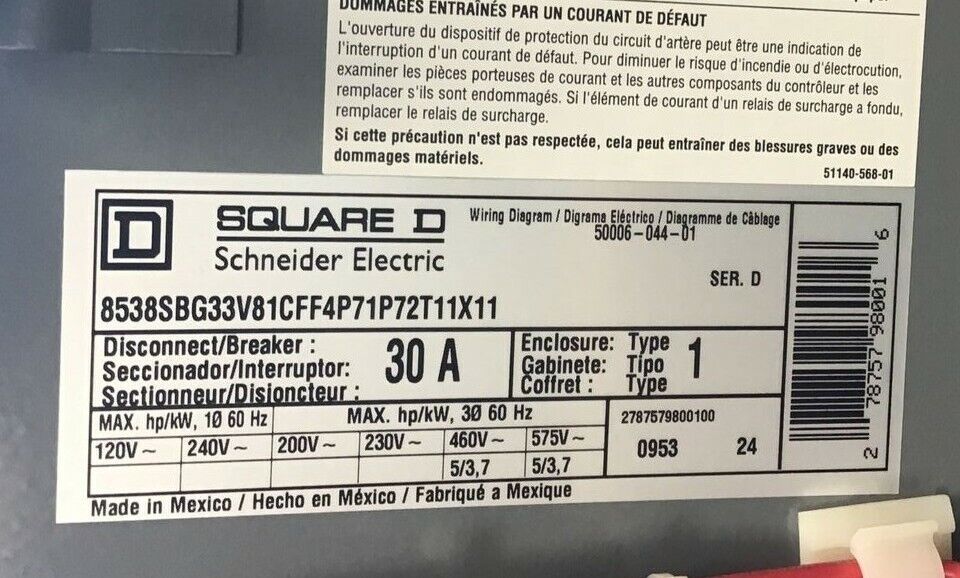 DOMMAGES ENTRAÎNÉS PAR UN COURANT DE DÉFAUT
L'ouverture du dispositif de protection du circuit d'artère peut être une indication de
l'interruption d'un courant de défaut. Pour diminuer le risque d'incendie ou d'électrocution,
examiner les pièces porteuses de courant et les autres composants du contrôleur et les
remplacer s'ils sont endommagés. Si l'élément de courant d'un relais de surcharge a fondu,
remplacer le relais de surcharge.
Si cette précaution n'est pas respectée, cela peut entraîner des blessures graves ou des
dommages matériels.
51140-568-01
D SQUARE D
Schneider Electric
Wiring Diagram / Digrama Eléctrico / Diagramme de Câblage
50006-044-01
SER. D
8538SBG33V81CFF4P71P72T11X11
Disconnect/Breaker :
Seccionador/Interruptor:
Sectionneur/Disjoncteur :
30 A
Enclosure: Type
Gabinete: Tipo
Coffret : Type
1
MAX. hp/kW, 1Ø 60 Hz
MAX. hp/kW, 3Ø 60 Hz
120V ~ 240V ~ 200V ~ 230V ~ 460V ~ 575V ~
5/3,7 5/3,7
2787579800100
0953 24
Made in Mexico / Hecho en México / Fabriqué a Mexique
2 78757 98001 6